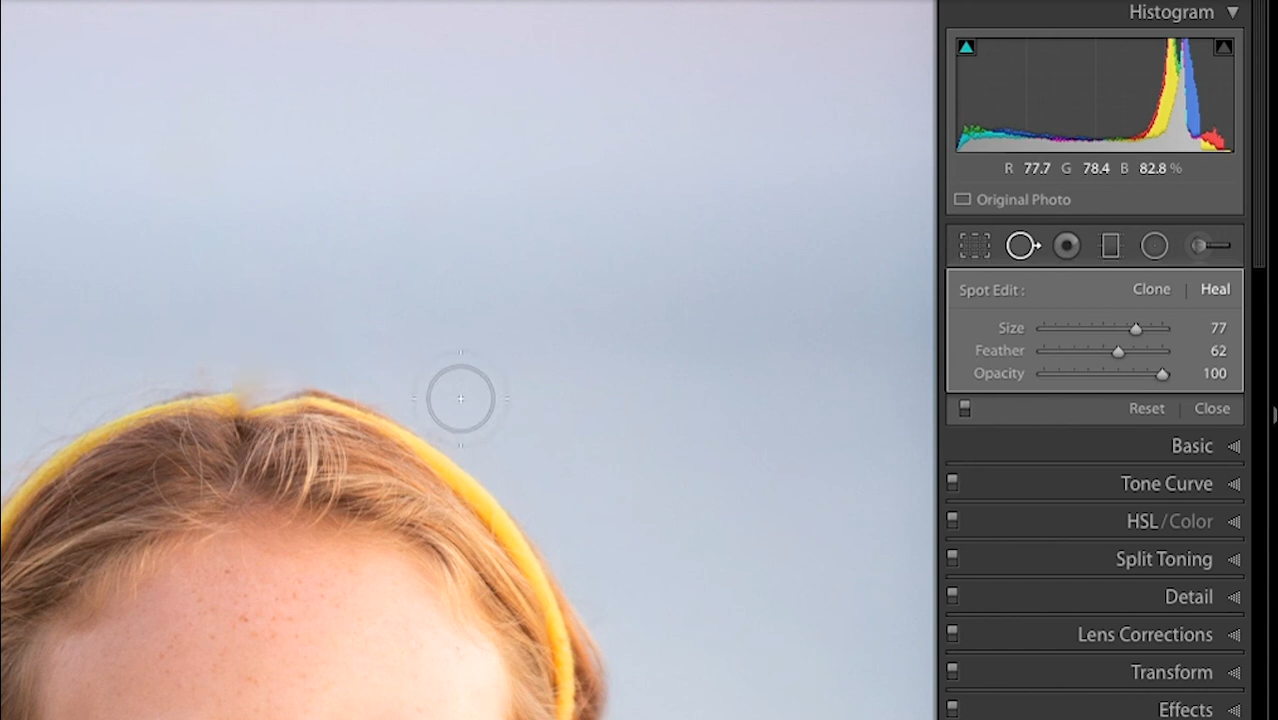 Histogram
R 77.7 G 78.4 B 82.8 %
Original Photo
Spot Edit : Clone | Heal
Size 77
Feather 62
Opacity 100
Reset | Close
Basic
Tone Curve
HSL / Color
Split Toning
Detail
Lens Corrections
Transform
Effects